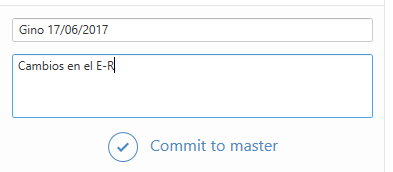 Gino 17/06/2017
Cambios en el E-R
Commit to master